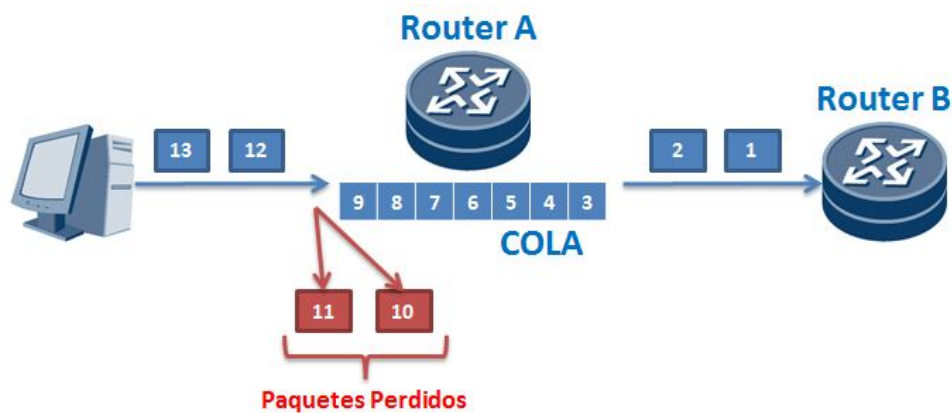 Router A
Router B
13 12
2 1
9 8 7 6 5 4 3
COLA
11 10
Paquetes Perdidos